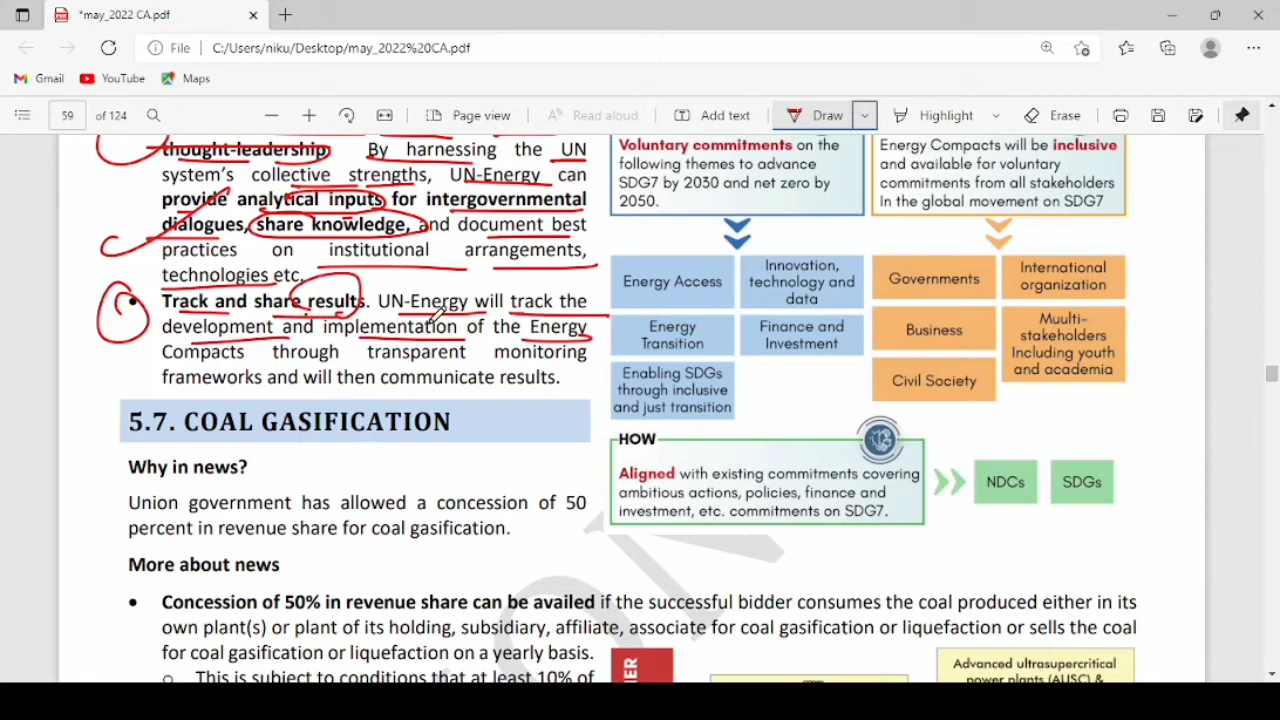 *may_2022 CA.pdf
File
C:/Users/niku/Desktop/may_2022%20CA.pdf
Gmail
YouTube
Maps
59 of 124
Page view
Read aloud
Add text
Draw
Highlight
Erase
thought-leadership. By harnessing the UN
system's collective strengths, UN-Energy can
provide analytical inputs for intergovernmental
dialogues, share knowledge, and document best
practices on institutional arrangements,
technologies etc.
• Track and share results. UN-Energy will track the
development and implementation of the Energy
Compacts through transparent monitoring
frameworks and will then communicate results.
Voluntary commitments on the
following themes to advance
SDG7 by 2030 and net zero by
2050.
Energy Access
Innovation,
technology and
data
Energy
Transition
Finance and
Investment
Enabling SDGs
through inclusive
and just transition
Energy Compacts will be inclusive
and available for voluntary
commitments from all stakeholders
In the global movement on SDG7
Governments
International
organization
Business
Muulti-
stakeholders
Including youth
and academia
Civil Society
HOW
Aligned with existing commitments covering
ambitious actions, policies, finance and
investment, etc. commitments on SDG7.
NDCs
SDGs
5.7. COAL GASIFICATION
Why in news?
Union government has allowed a concession of 50
percent in revenue share for coal gasification.
More about news
• Concession of 50% in revenue share can be availed if the successful bidder consumes the coal produced either in its
own plant(s) or plant of its holding, subsidiary, affiliate, associate for coal gasification or liquefaction or sells the coal
for coal gasification or liquefaction on a yearly basis.
o This is subject to conditions that at least 10% of
Advanced ultrasupercritical
power plants (AUSC) &